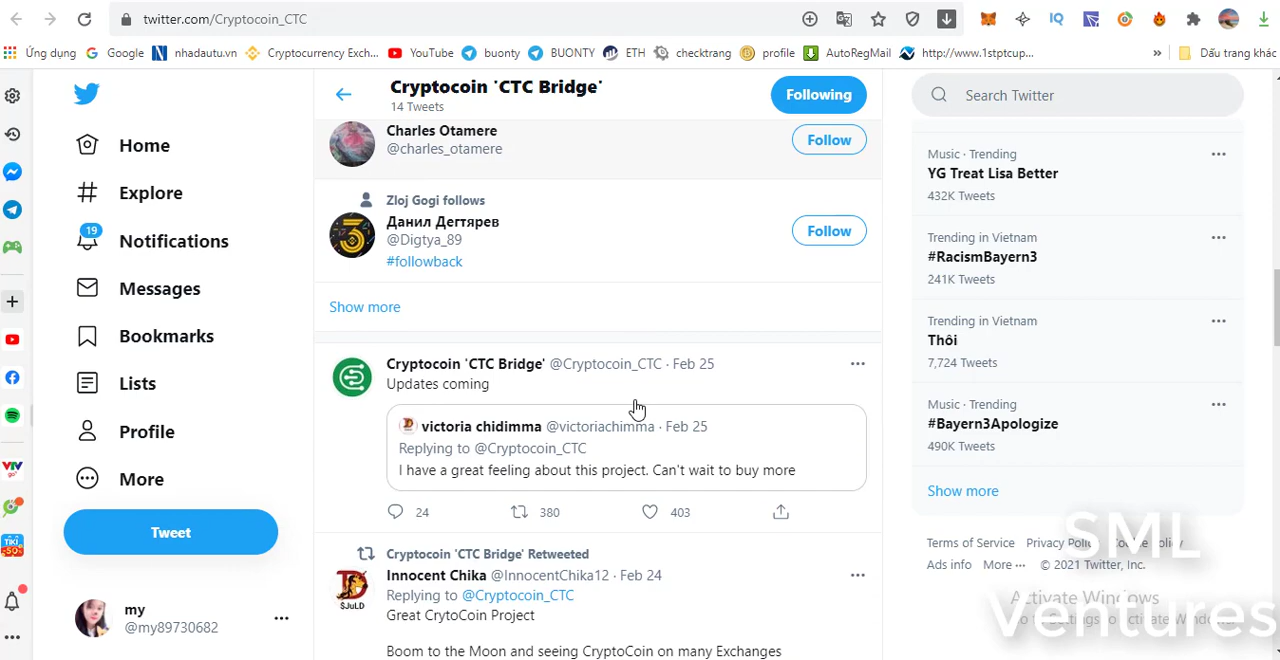 twitter.com/Cryptocoin_CTC
IQ
Ứng dụng
Google
nhadautu.vn
Cryptocurrency Exch...
YouTube
buonty
BUONTY
ETH
checktrang
profile
AutoRegMail
http://www.1stptcup...
»
Dấu trang khác
Cryptocoin 'CTC Bridge'
14 Tweets
Following
Search Twitter
Home
Explore
19
Notifications
Messages
Bookmarks
Lists
Profile
More
Tweet
my
@my89730682
Charles Otamere
@charles_otamere
Follow
Zloj Gogi follows
Данил Дегтярев
@Digtya_89
#followback
Follow
Show more
Cryptocoin 'CTC Bridge' @Cryptocoin_CTC · Feb 25
Updates coming
victoria chidimma @victoriachimma · Feb 25
Replying to @Cryptocoin_CTC
I have a great feeling about this project. Can't wait to buy more
24 380 403
Cryptocoin 'CTC Bridge' Retweeted
Innocent Chika @InnocentChika12 · Feb 24
Replying to @Cryptocoin_CTC
Great CrytoCoin Project
Boom to the Moon and seeing CryptoCoin on many Exchanges
$JuLD
Music · Trending
YG Treat Lisa Better
432K Tweets
Trending in Vietnam
#RacismBayern3
241K Tweets
Trending in Vietnam
Thôi
7,724 Tweets
Music · Trending
#Bayern3Apologize
490K Tweets
Show more
Terms of Service Privacy Policy Cookie Policy
Ads info More ··· © 2021 Twitter, Inc.
Activate Windows
SML
Ventures
VTV
go
TIKI
-50%